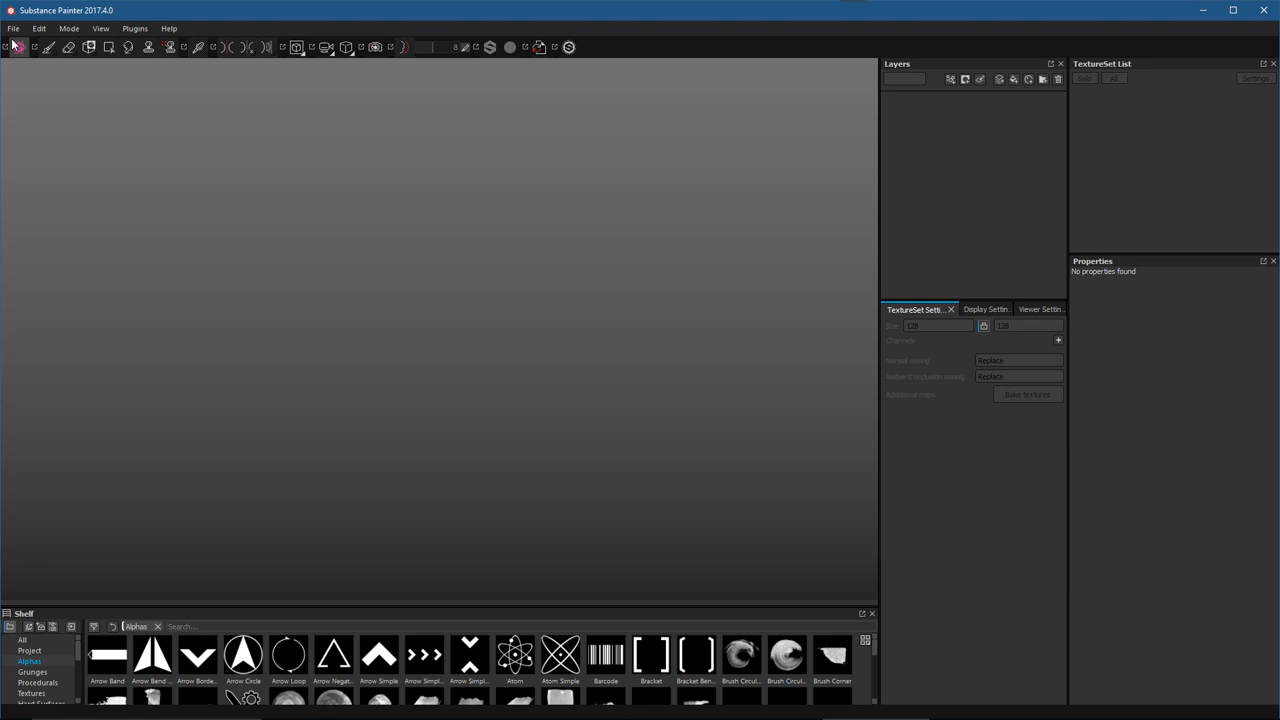 Substance Painter 2017.4.0
File Edit Mode View Plugins Help
8
Layers
TextureSet List
Solo All Settings
Properties
No properties found
TextureSet Setti... Display Settin... Viewer Settin...
Size 128 128
Channels
Normal mixing Replace
Ambient occlusion mixing Replace
Additional maps Bake textures
Shelf
Alphas Search...
All
Project
Alphas
Grunges
Procedurals
Textures
Hard Surfaces
Arrow Band Arrow Bend ... Arrow Borde... Arrow Circle Arrow Loop Arrow Negat... Arrow Simple Arrow Simpl... Arrow Simpl... Atom Atom Simple Barcode Bracket Bracket Ben... Brush Circul... Brush Circul... Brush Corner